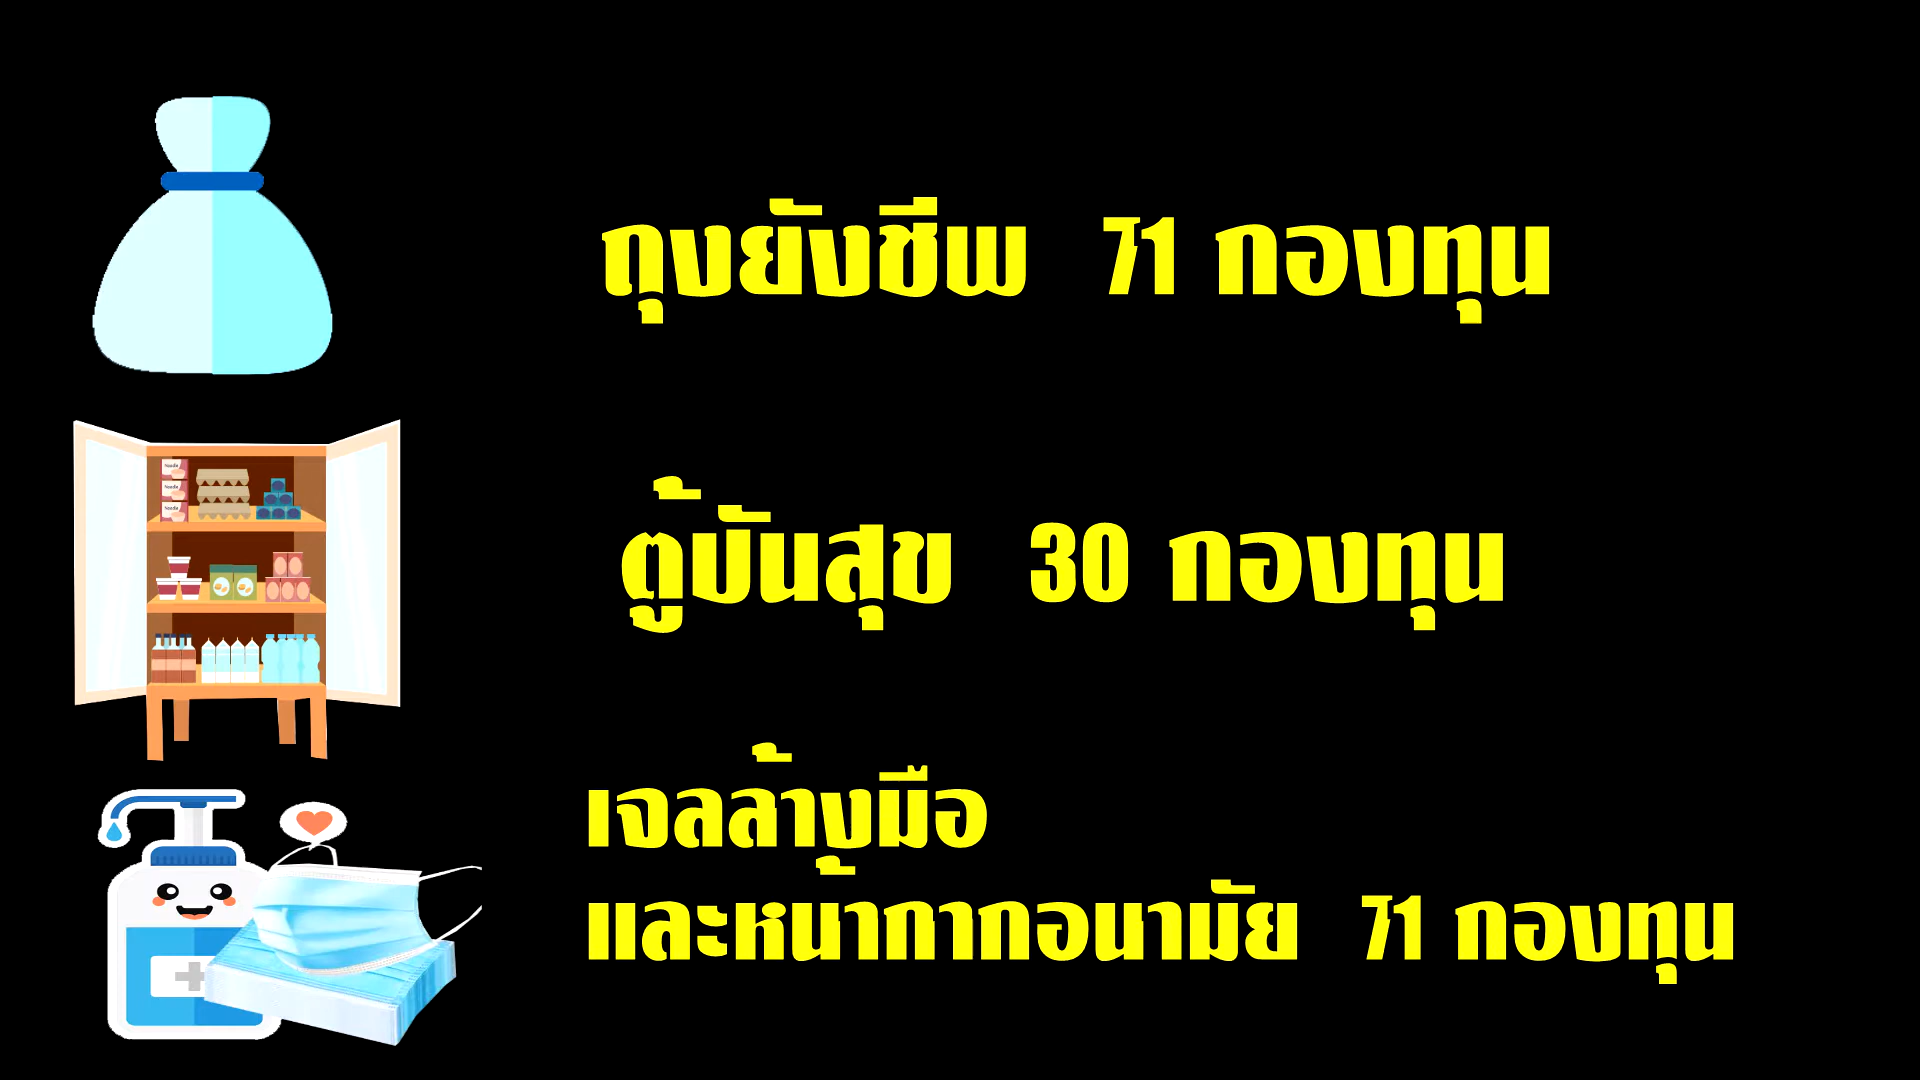 ถุงยังชีพ 71 กองทุน
ตู้ปันสุข 30 กองทุน
เจลล้างมือ
และหน้ากากอนามัย 71 กองทุน